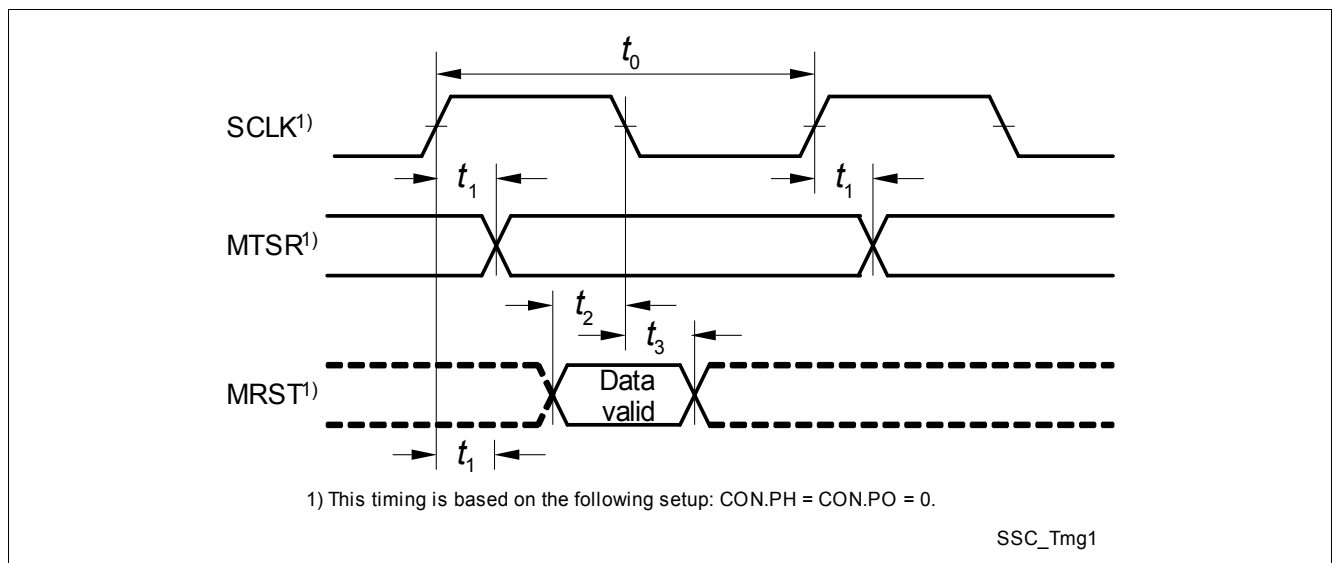 t0
SCLK1)
t1
t1
MTSR1)
t2
t3
MRST1)
Data
valid
t1
1) This timing is based on the following setup: CON.PH = CON.PO = 0.
SSC_Tmg1